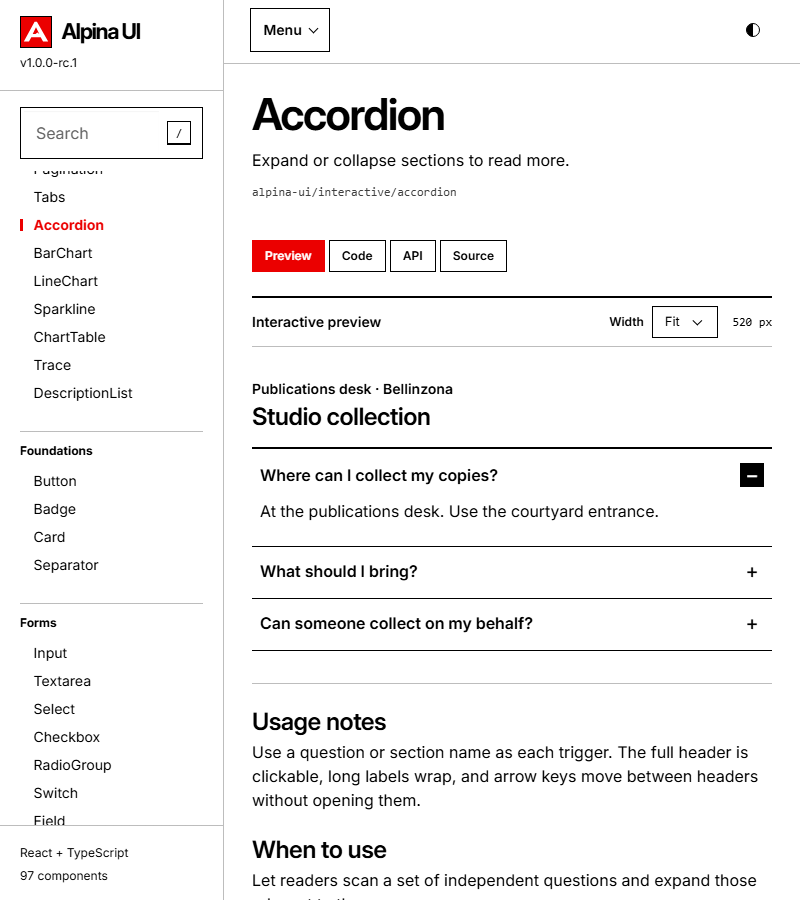 Alpina UI
v1.0.0-rc.1
Search
/
Pagination
Tabs
Accordion
BarChart
LineChart
Sparkline
ChartTable
Trace
DescriptionList
Foundations
Button
Badge
Card
Separator
Forms
Input
Textarea
Select
Checkbox
RadioGroup
Switch
Field
React + TypeScript
97 components
Menu
Accordion
Expand or collapse sections to read more.
alpina-ui/interactive/accordion
Preview Code API Source
Interactive preview Width Fit 520 px
Publications desk · Bellinzona
Studio collection
Where can I collect my copies?
At the publications desk. Use the courtyard entrance.
What should I bring?
Can someone collect on my behalf?
Usage notes
Use a question or section name as each trigger. The full header is
clickable, long labels wrap, and arrow keys move between headers
without opening them.
When to use
Let readers scan a set of independent questions and expand those